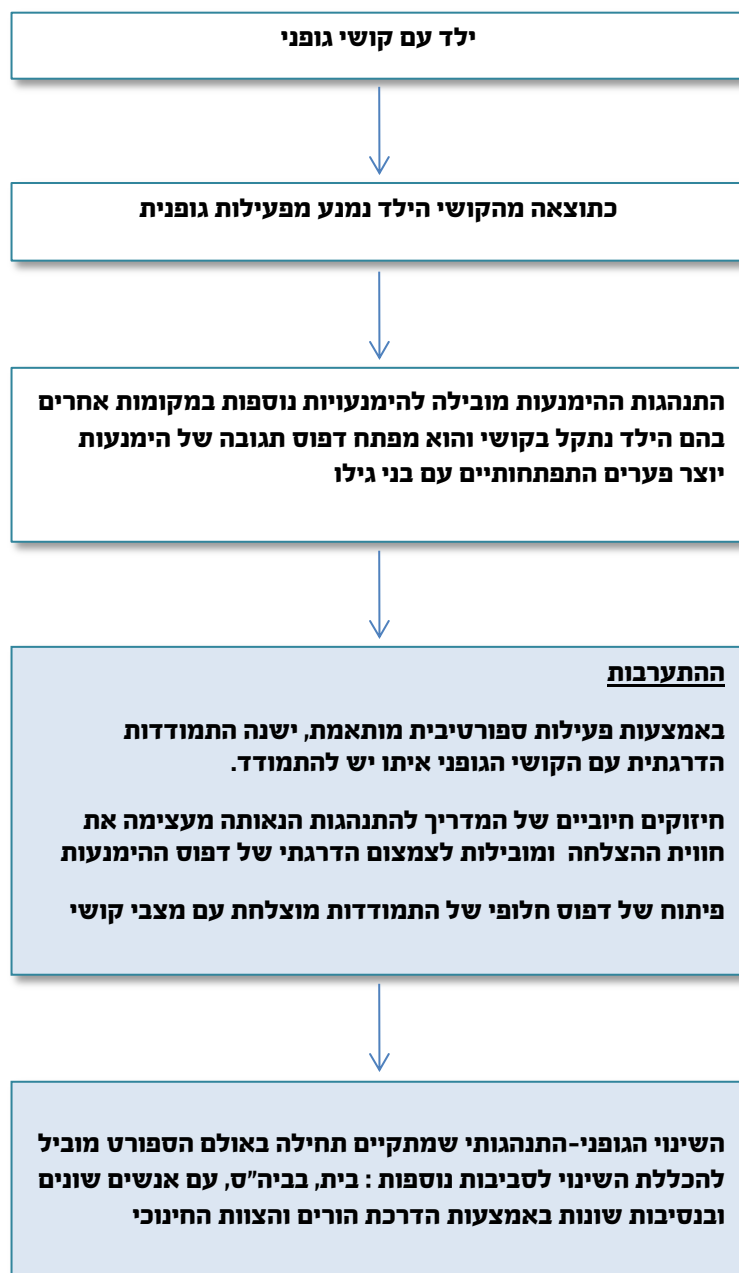 ילד עם קושי גופני
כתוצאה מהקושי הילד נמנע מפעילות גופנית
התנהגות ההימנעות מובילה להימנעויות נוספות במקומות אחרים
בהם הילד נתקל בקושי והוא מפתח דפוס תגובה של הימנעות
יוצר פערים התפתחותיים עם בני גילו
ההתערבות
באמצעות פעילות ספורטיבית מותאמת, ישנה התמודדות
הדרגתית עם הקושי הגופני איתו יש להתמודד.
חיזוקים חיוביים של המדריך להתנהגות הנאותה מעצימה את
חווית ההצלחה ומובילות לצמצום הדרגתי של דפוס ההימנעות
פיתוח של דפוס חלופי של התמודדות מוצלחת עם מצבי קושי
השינוי הגופני-התנהגותי שמתקיים תחילה באולם הספורט מוביל
להכללת השינוי לסביבות נוספות : בית, בביה"ס, עם אנשים שונים
ובנסיבות שונות באמצעות הדרכת הורים והצוות החינוכי